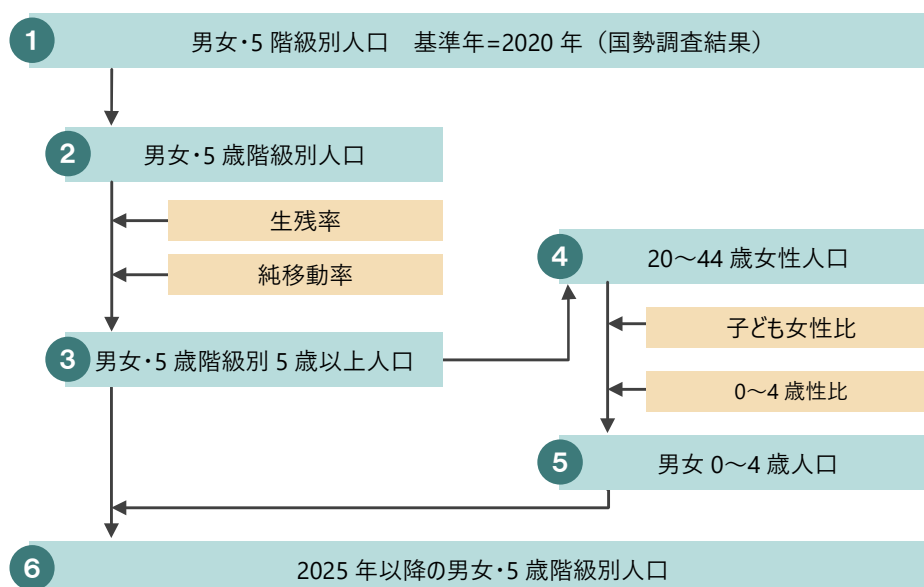 1
男女・5 階級別人口　基準年=2020 年（国勢調査結果）
2
男女・5 歳階級別人口
生残率
純移動率
3
男女・5 歳階級別 5 歳以上人口
4
20～44 歳女性人口
子ども女性比
0～4 歳性比
5
男女 0～4 歳人口
6
2025 年以降の男女・5 歳階級別人口